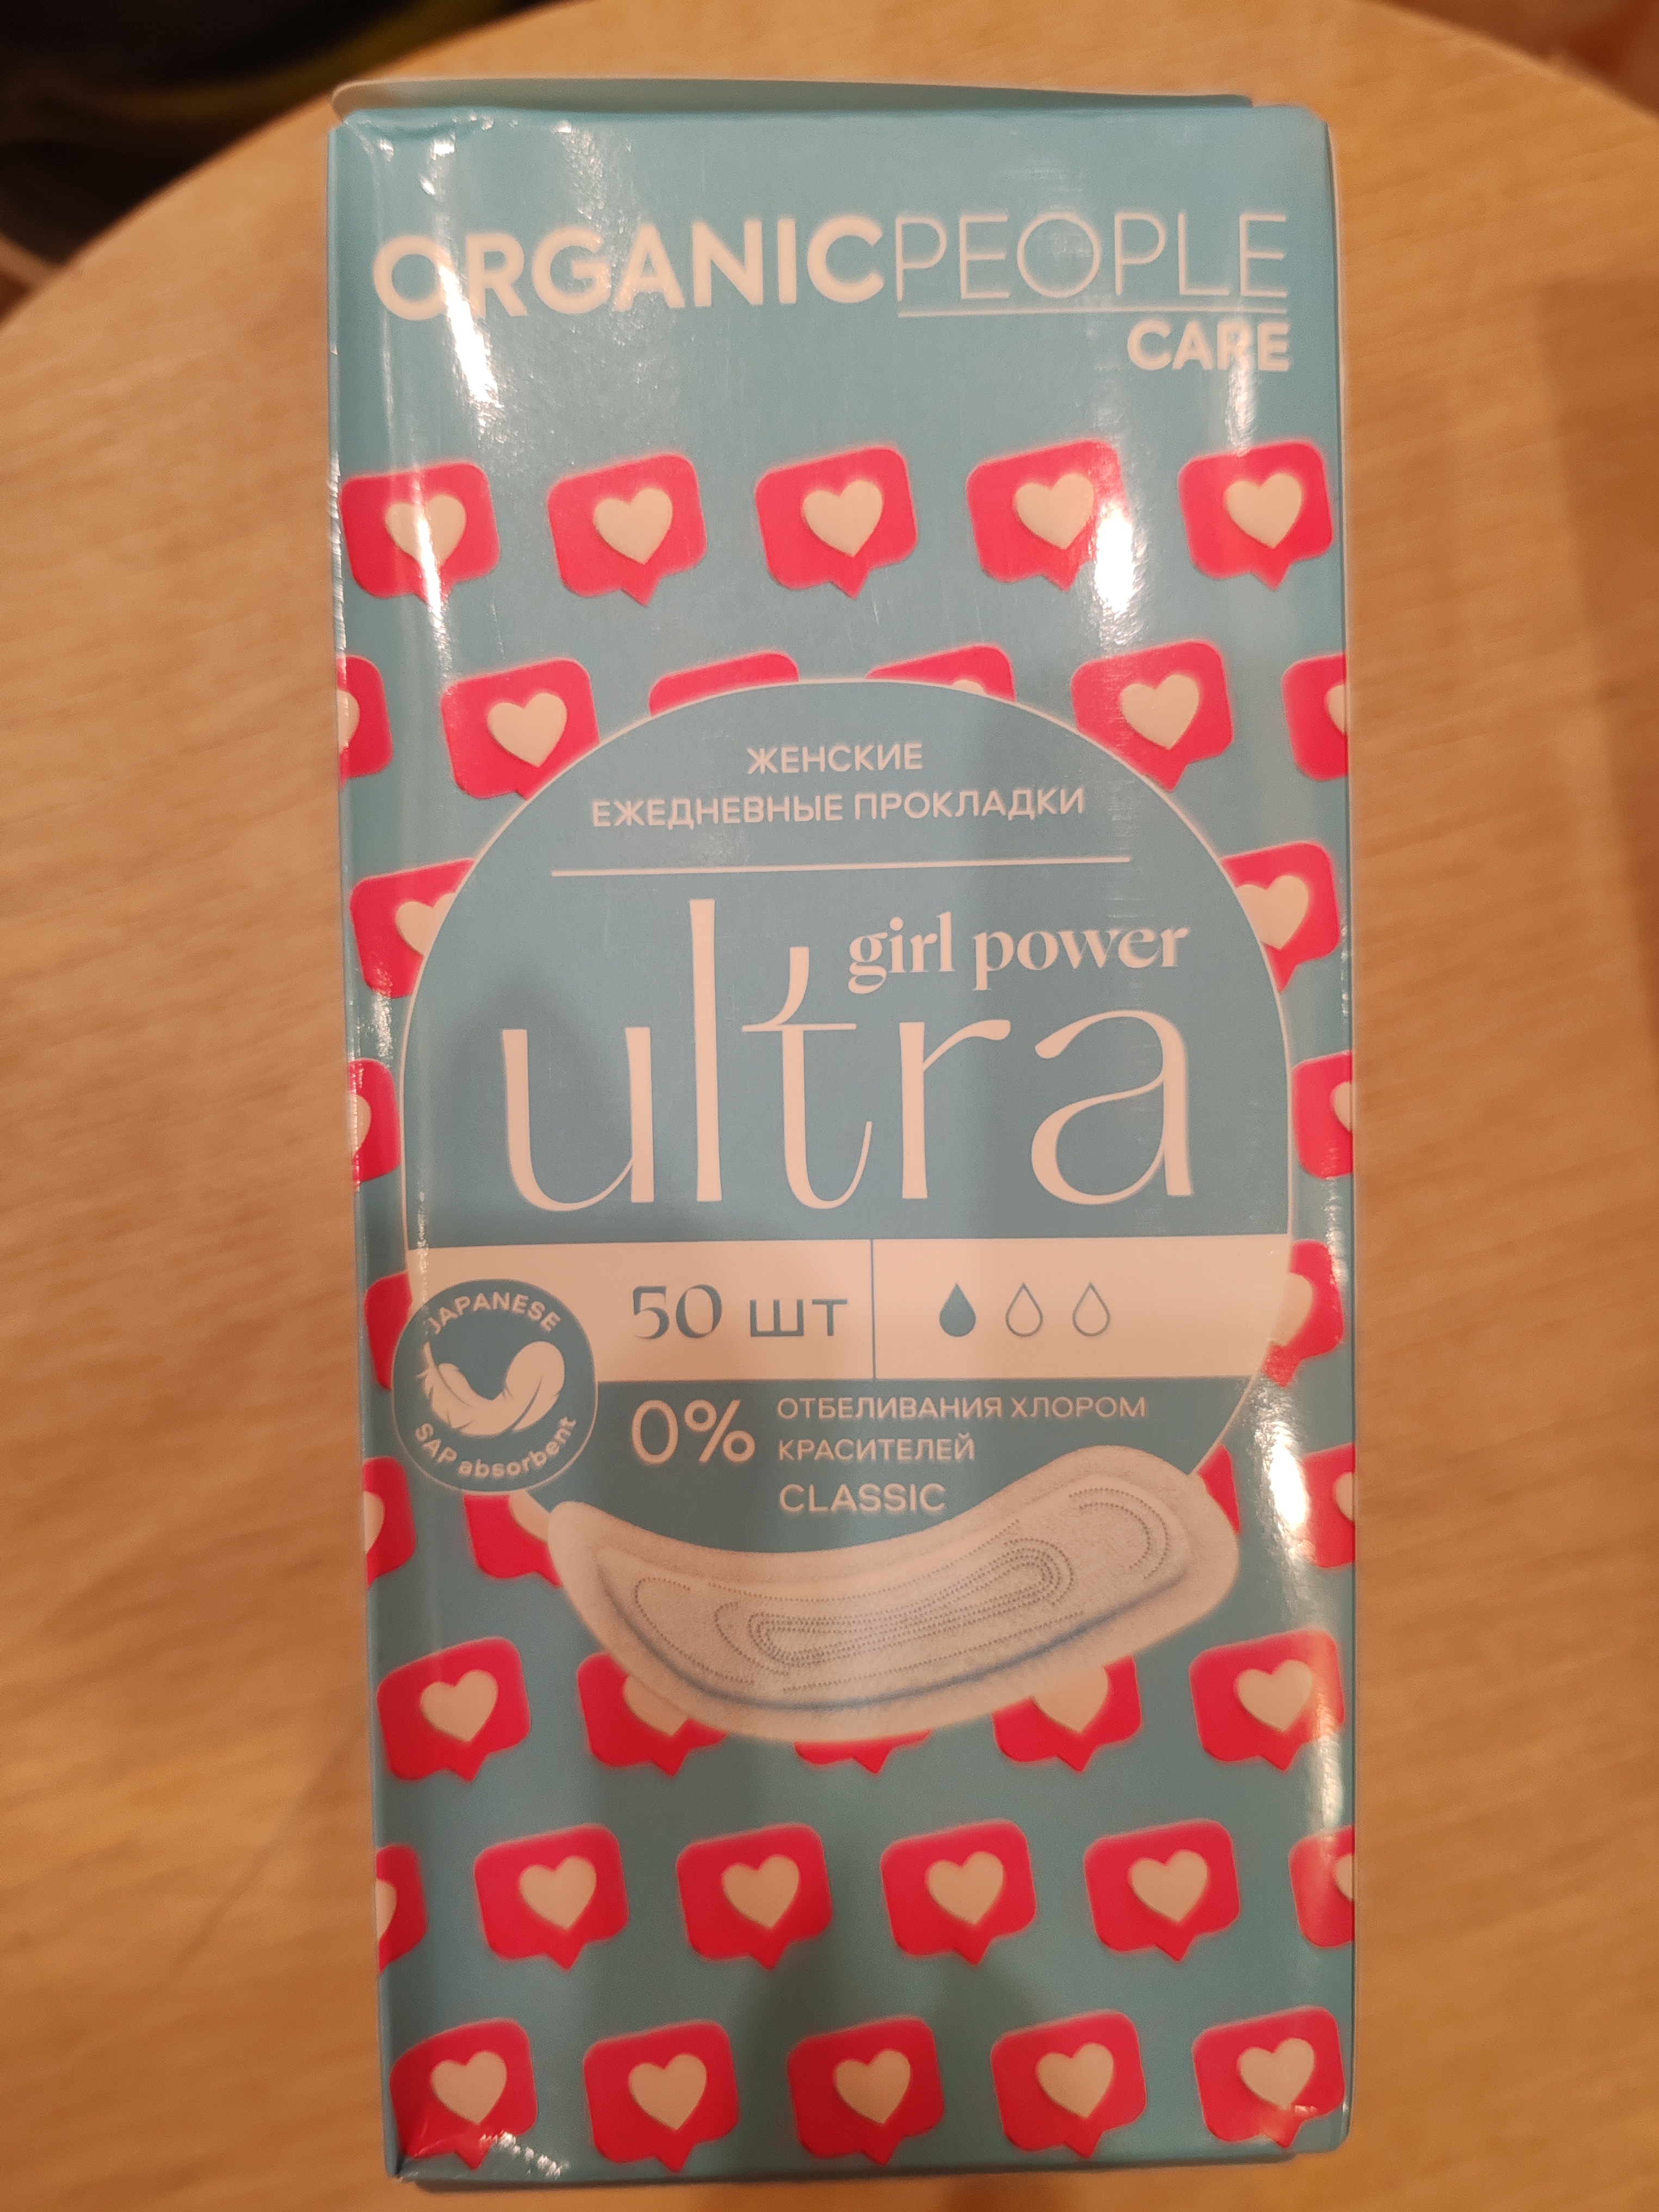 ORGANICPEOPLE
CARE
ЖЕНСКИЕ
ЕЖЕДНЕВНЫЕ ПРОКЛАДКИ
girl power
ultra
50 ШТ
JAPANESE
SAP absorbent
0% ОТБЕЛИВАНИЯ ХЛОРОМ
КРАСИТЕЛЕЙ
CLASSIC